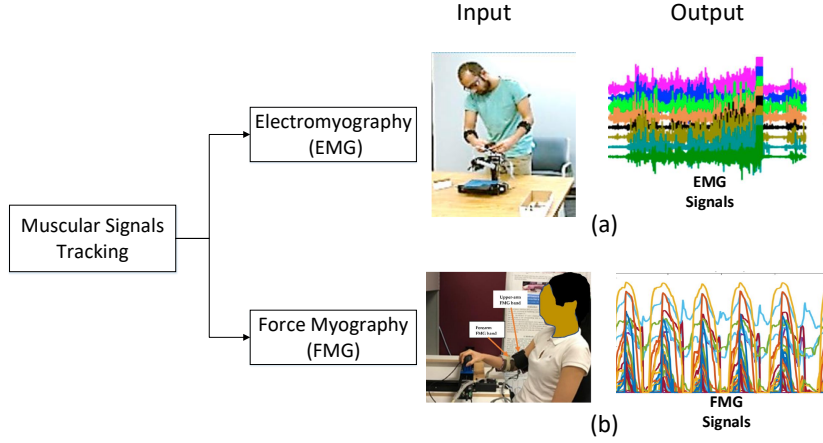 Input
Output
Electromyography
(EMG)
EMG
Signals
(a)
Muscular Signals
Tracking
Upper-arm
FMG band
Forearm
FMG band
Force Myography
(FMG)
FMG
Signals
(b)